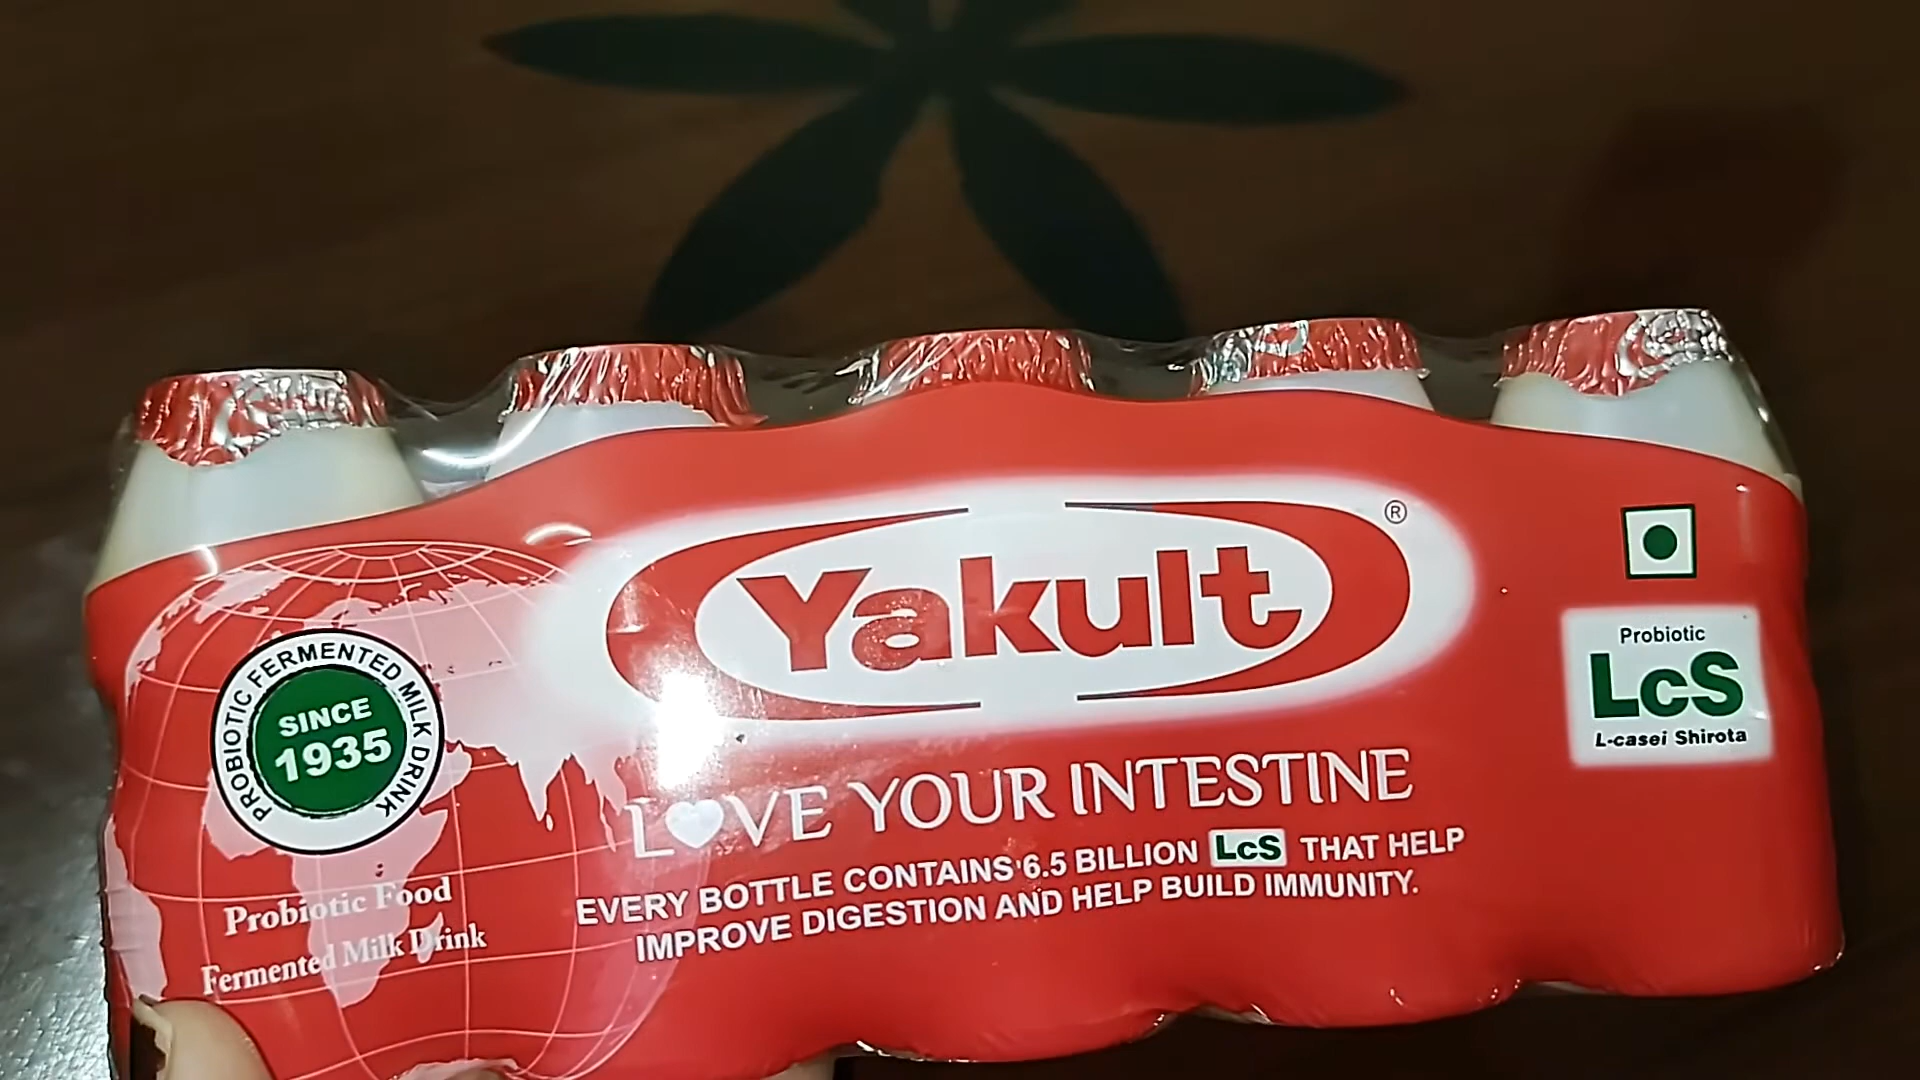 Yakult ®
PROBIOTIC FERMENTED MILK DRINK
SINCE
1935
Probiotic
LcS
L-casei Shirota
LOVE YOUR INTESTINE
EVERY BOTTLE CONTAINS 6.5 BILLION LcS THAT HELP
IMPROVE DIGESTION AND HELP BUILD IMMUNITY.
Probiotic Food
Fermented Milk Drink